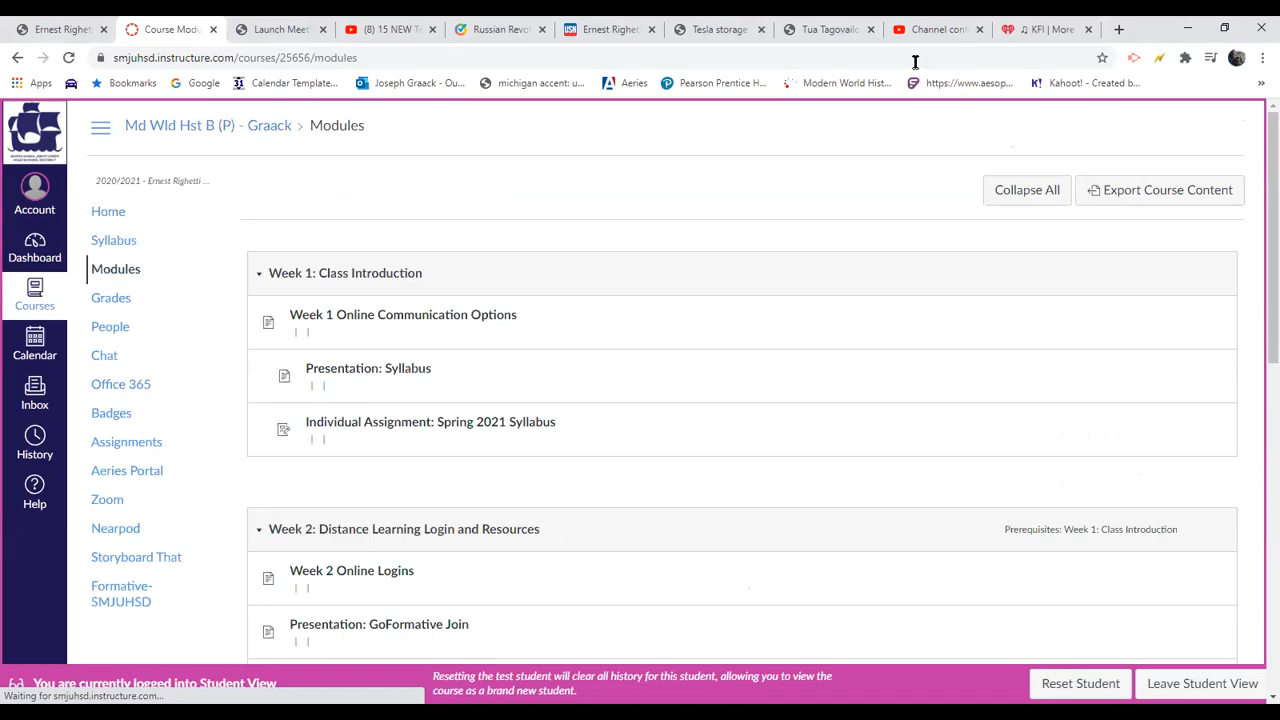 Ernest Righett
Course Modu
Launch Meet
(8) 15 NEW T
Russian Revo
Ernest Righe
Tesla storage
Tua Tagovail
Channel cont
KFI | More
smjuhsd.instructure.com/courses/25656/modules
Apps
Bookmarks
Google
Calendar Template...
Joseph Graack - Ou...
michigan accent: u...
Aeries
Pearson Prentice H...
Modern World Hist...
https://www.aesop...
Kahoot! - Created b...
Md Wld Hst B (P) - Graack > Modules
2020/2021 - Ernest Righetti ...
Collapse All
Export Course Content
Account
Dashboard
Courses
Calendar
Inbox
History
Help
Home
Syllabus
Modules
Grades
People
Chat
Office 365
Badges
Assignments
Aeries Portal
Zoom
Nearpod
Storyboard That
Formative-
SMJUHSD
Week 1: Class Introduction
Week 1 Online Communication Options
| |
Presentation: Syllabus
| |
Individual Assignment: Spring 2021 Syllabus
| |
Week 2: Distance Learning Login and Resources
Prerequisites: Week 1: Class Introduction
Week 2 Online Logins
| |
Presentation: GoFormative Join
| |
You are currently logged into Student View
Resetting the test student will clear all history for this student, allowing you to view the
course as a brand new student.
Reset Student
Leave Student View
Waiting for smjuhsd.instructure.com...